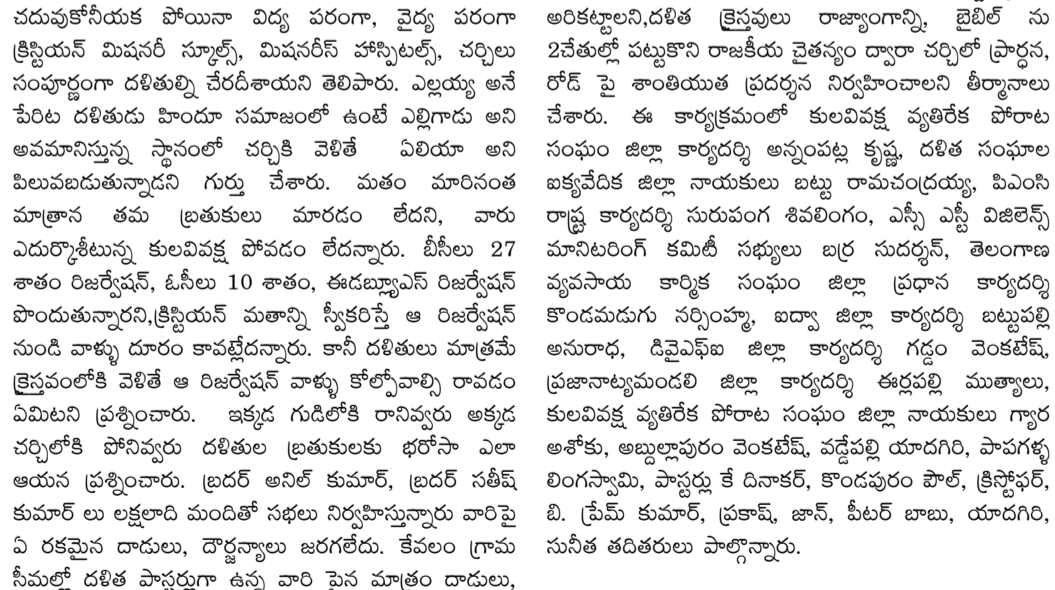 చదువుకోనీయక పోయినా విద్య పరంగా, వైద్య పరంగా
క్రిస్టియన్ మిషనరీ స్కూల్స్, మిషనరీస్ హాస్పిటల్స్, చర్చిలు
సంపూర్ణంగా దళితుల్ని చేరదీశాయని తెలిపారు. ఎల్లయ్య అనే
పేరిట దళితుడు హిందూ సమాజంలో ఉంటే ఎల్లిగాడు అని
అవమానిస్తున్న స్థానంలో చర్చికి వెళితే ఏలియా అని
పిలువబడుతున్నాడని గుర్తు చేశారు. మతం మారినంత
మాత్రాన తమ బ్రతుకులు మారడం లేదని, వారు
ఎదుర్కొశీటున్న కులవివక్ష పోవడం లేదన్నారు. బీసీలు 27
శాతం రిజర్వేషన్, ఓసీలు 10 శాతం, ఈడబ్ల్యూఎస్ రిజర్వేషన్
పొందుతున్నారని,క్రిస్టియన్ మతాన్ని స్వీకరిస్తే ఆ రిజర్వేషన్
నుండి వాళ్ళు దూరం కావట్లేదన్నారు. కానీ దళితులు మాత్రమే
క్రైస్తవంలోకి వెళితే ఆ రిజర్వేషన్ వాళ్ళు కోల్పోవాల్సి రావడం
ఏమిటని ప్రశ్నించారు. ఇక్కడ గుడిలోకి రానివ్వరు అక్కడ
చర్చిలోకి పోనివ్వరు దళితుల బ్రతుకులకు భరోసా ఎలా
ఆయన ప్రశ్నించారు. బ్రదర్ అనిల్ కుమార్, బ్రదర్ సతీష్
కుమార్ లు లక్షలాది మందితో సభలు నిర్వహిస్తున్నారు వారిపై
ఏ రకమైన దాడులు, దౌర్జన్యాలు జరగలేదు. కేవలం గ్రామ
సీమల్లో దళిత పాస్టర్లుగా ఉన్న వారి పైన మాత్రం దాడులు,
అరికట్టాలని,దళిత క్రైస్తవులు రాజ్యాంగాన్ని, బైబిల్ ను
2చేతుల్లో పట్టుకొని రాజకీయ చైతన్యం ద్వారా చర్చిలో ప్రార్థన,
రోడ్ పై శాంతియుత ప్రదర్శన నిర్వహించాలని తీర్మానాలు
చేశారు. ఈ కార్యక్రమంలో కులవివక్ష వ్యతిరేక పోరాట
సంఘం జిల్లా కార్యదర్శి అన్నంపట్ల కృష్ణ, దళిత సంఘాల
ఐక్యవేదిక జిల్లా నాయకులు బట్టు రామచంద్రయ్య, పిఎంసి
రాష్ట్ర కార్యదర్శి సురుపంగ శివలింగం, ఎస్సీ ఎస్టీ విజిలెన్స్
మానిటరింగ్ కమిటీ సభ్యులు బర్రె సుదర్శన్, తెలంగాణ
వ్యవసాయ కార్మిక సంఘం జిల్లా ప్రధాన కార్యదర్శి
కొండమడుగు నర్సింహ్మ, ఐద్వా జిల్లా కార్యదర్శి బట్టుపల్లి
అనురాధ, డివైఎఫ్ఐ జిల్లా కార్యదర్శి గడ్డం వెంకటేష్,
ప్రజానాట్యమండలి జిల్లా కార్యదర్శి ఈర్లపల్లి ముత్యాలు,
కులవివక్ష వ్యతిరేక పోరాట సంఘం జిల్లా నాయకులు గ్యార
అశోకు, అబ్దుల్లాపురం వెంకటేష్, వడ్డేపల్లి యాదగిరి, పాపగళ్ళ
లింగస్వామి, పాస్టర్లు కే దినాకర్, కొండపురం పౌల్, క్రిస్టోఫర్,
బి. ప్రేమ్ కుమార్, ప్రకాష్, జాన్, పీటర్ బాబు, యాదగిరి,
సునీత తదితరులు పాల్గొన్నారు.